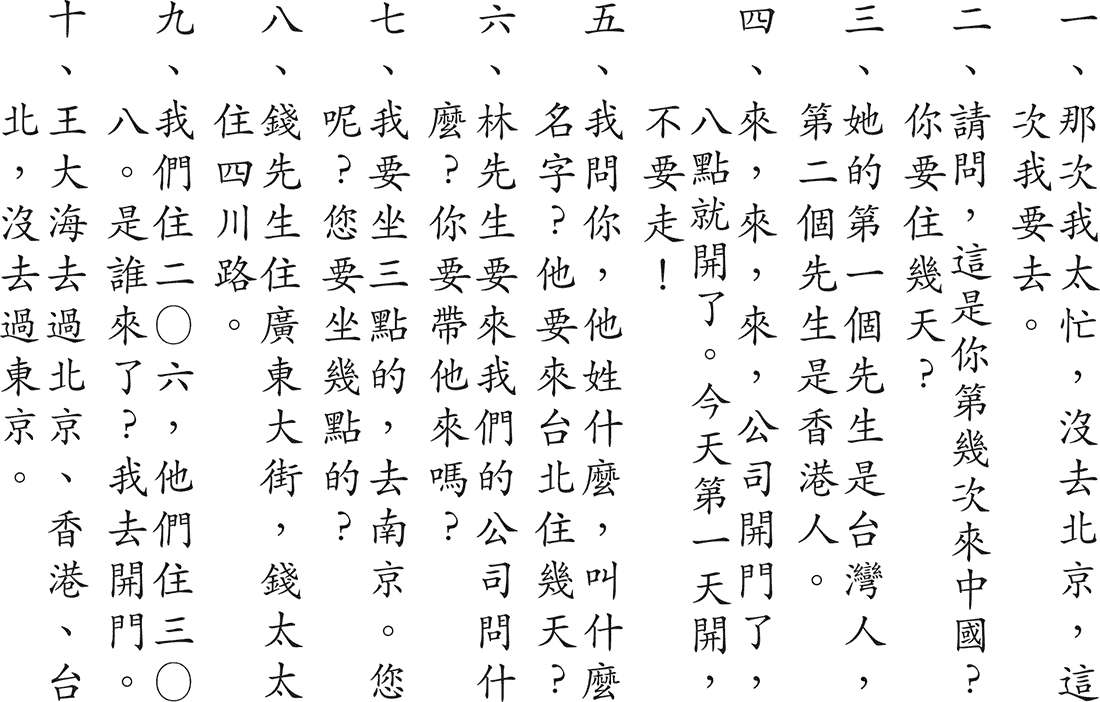 一、那次我太忙，沒去北京，這
次我要去。
二、請問，這是你第幾次來中國？
你要住幾天？
三、她的第一個先生是台灣人，
第二個先生是香港人。
四、來，來，來，公司開門了，
八點就開了。今天第一天開，
不要走！
五、我問你，他姓什麼，叫什麼
名字？他要來台北住幾天？
六、林先生要來我們的公司問什
麼？你要帶他來嗎？
七、我要坐三點的，去南京。您
呢？您要坐幾點的？
八、錢先生住廣東大街，錢太太
住四川路。
九、我們住二〇六，他們住三〇
八。是誰來了？我去開門。
十、王大海去過北京、香港、台
北，沒去過東京。